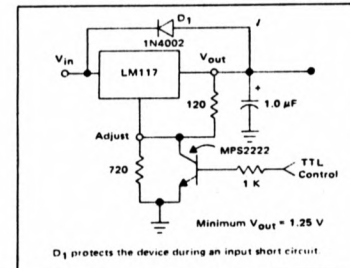 D1
1N4002
Vin
LM117
Vout
120
+
1.0 µF
Adjust
MPS2222
720
1 K
TTL
Control
Minimum Vout = 1.25 V
D1 protects the device during an input short circuit